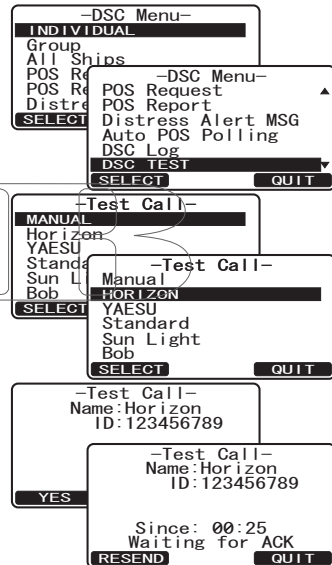 -DSC Menu-
INDIVIDUAL
Group
All Ships
POS Re
POS Re
Distre
SELECT
-DSC Menu-
POS Request
POS Report
Distress Alert MSG
Auto POS Polling
DSC Log
DSC TEST
SELECT QUIT
-Test Call-
MANUAL
Horizon
YAESU
Standa
Sun Li
Bob
SELECT
-Test Call-
Manual
HORIZON
YAESU
Standard
Sun Light
Bob
SELECT QUIT
-Test Call-
Name:Horizon
ID:123456789
YES
-Test Call-
Name:Horizon
ID:123456789
Since: 00:25
Waiting for ACK
RESEND QUIT